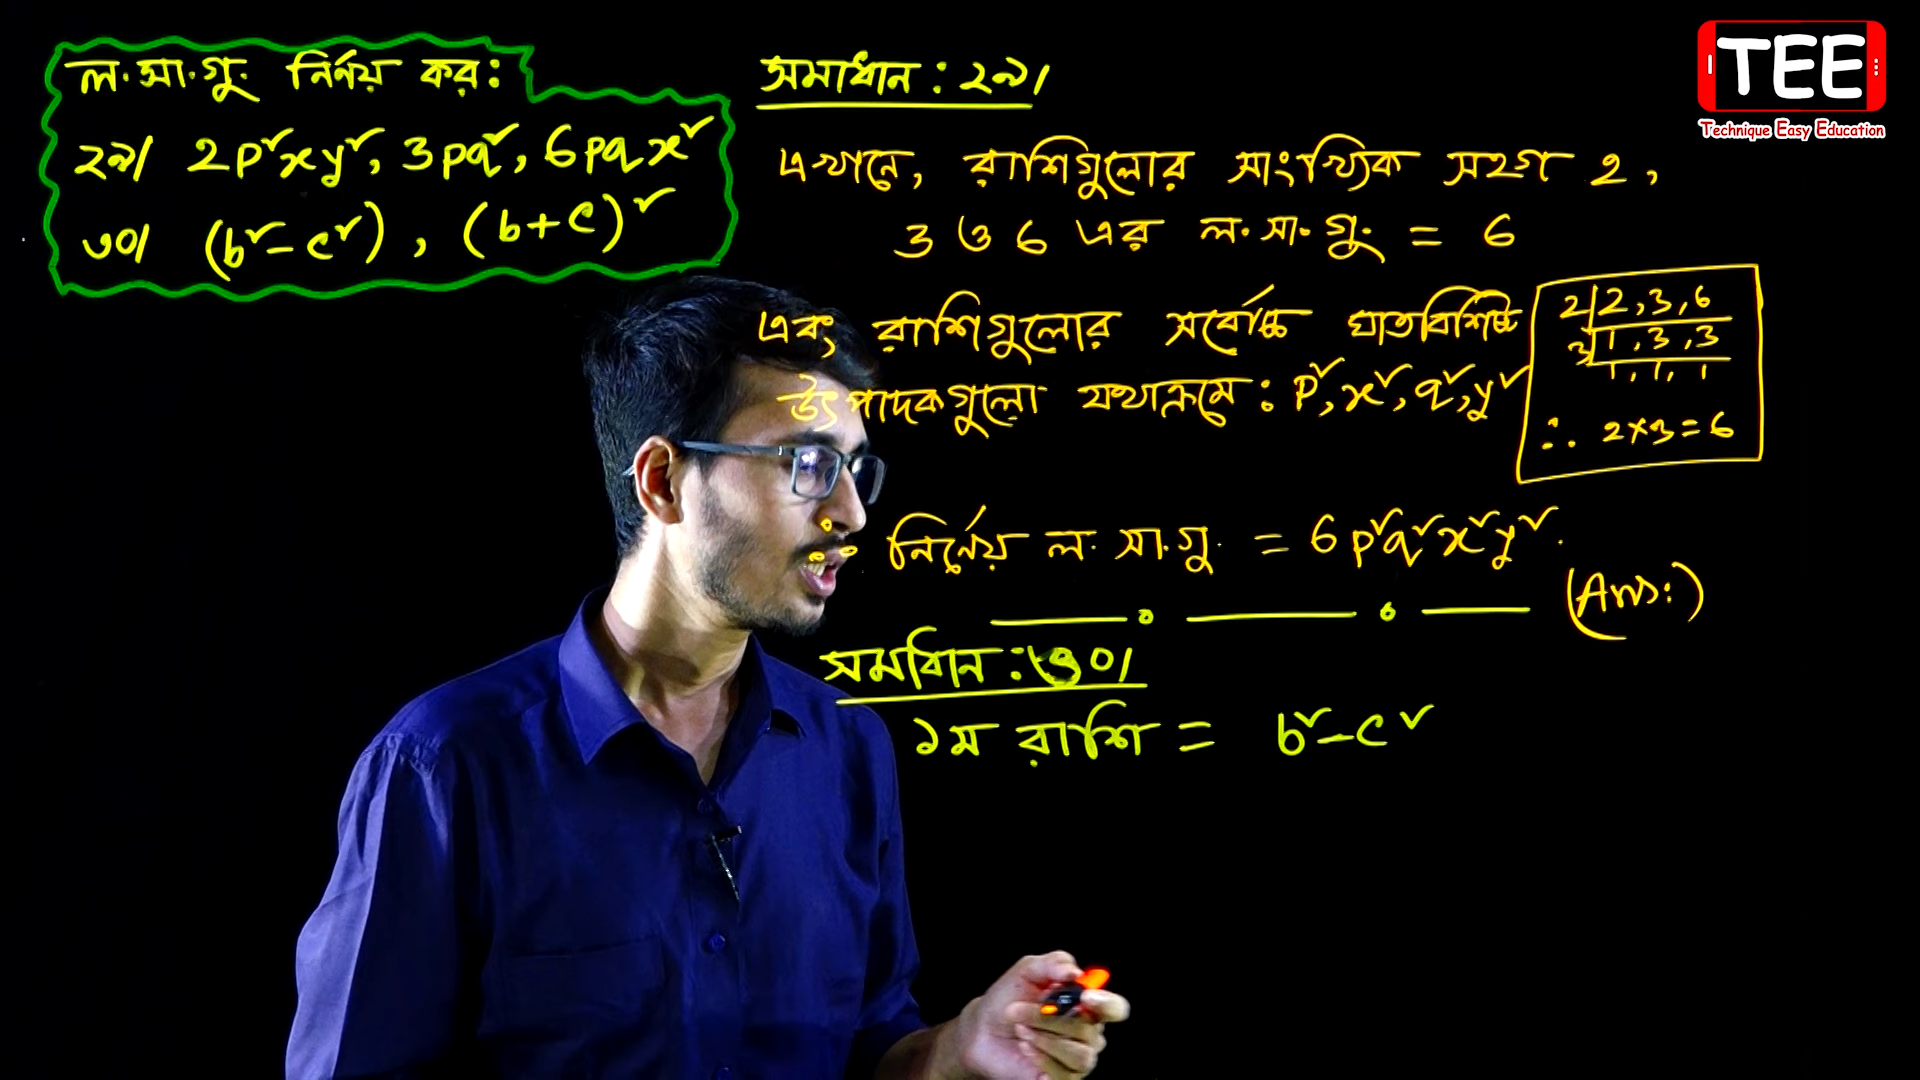 ল. সা. গু. নির্ণয় কর:
২৯। 2p²xy², 3pq², 6pqx²
৩০। (b²-c²), (b+c)²
সমাধান : ২৯।
এখানে, রাশিগুলোর সাংখ্যিক সহগ 2,
3 ও 6 এর ল. সা. গু. = 6
এবং রাশিগুলোর সর্বোচ্চ ঘাতবিশিষ্ট
উৎপাদকগুলো যথাক্রমে : p², x², q², y²
2|2, 3, 6
3|1, 3, 3
1, 1, 1
∴ 2×3=6
∴ নির্ণেয় ল. সা. গু. = 6p²q²x²y².
(Ans:)
সমাধান : ৩০।
১ম রাশি = b²-c²
TEE
Technique Easy Education